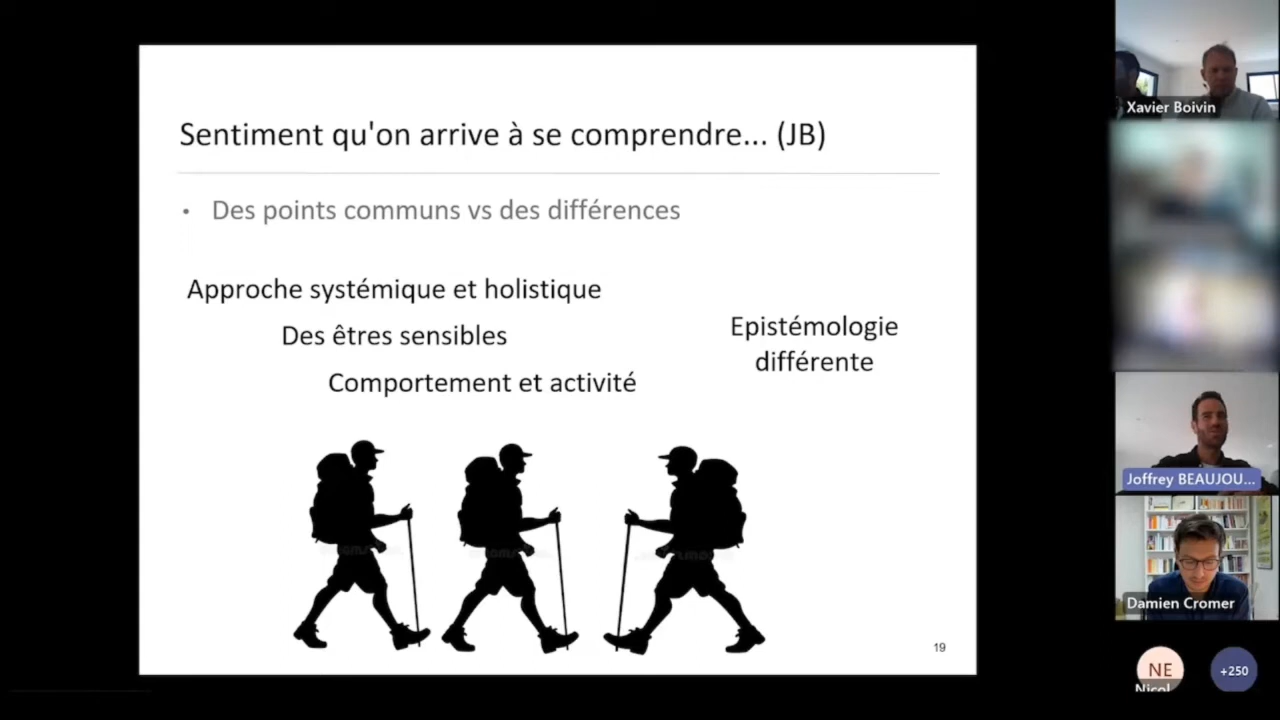 Sentiment qu'on arrive à se comprendre... (JB)
• Des points communs vs des différences
Approche systémique et holistique
Des êtres sensibles
Comportement et activité
Epistémologie
différente
19
Xavier Boivin
Joffrey BEAUJOU...
Damien Cromer
NE
Nicol
+250